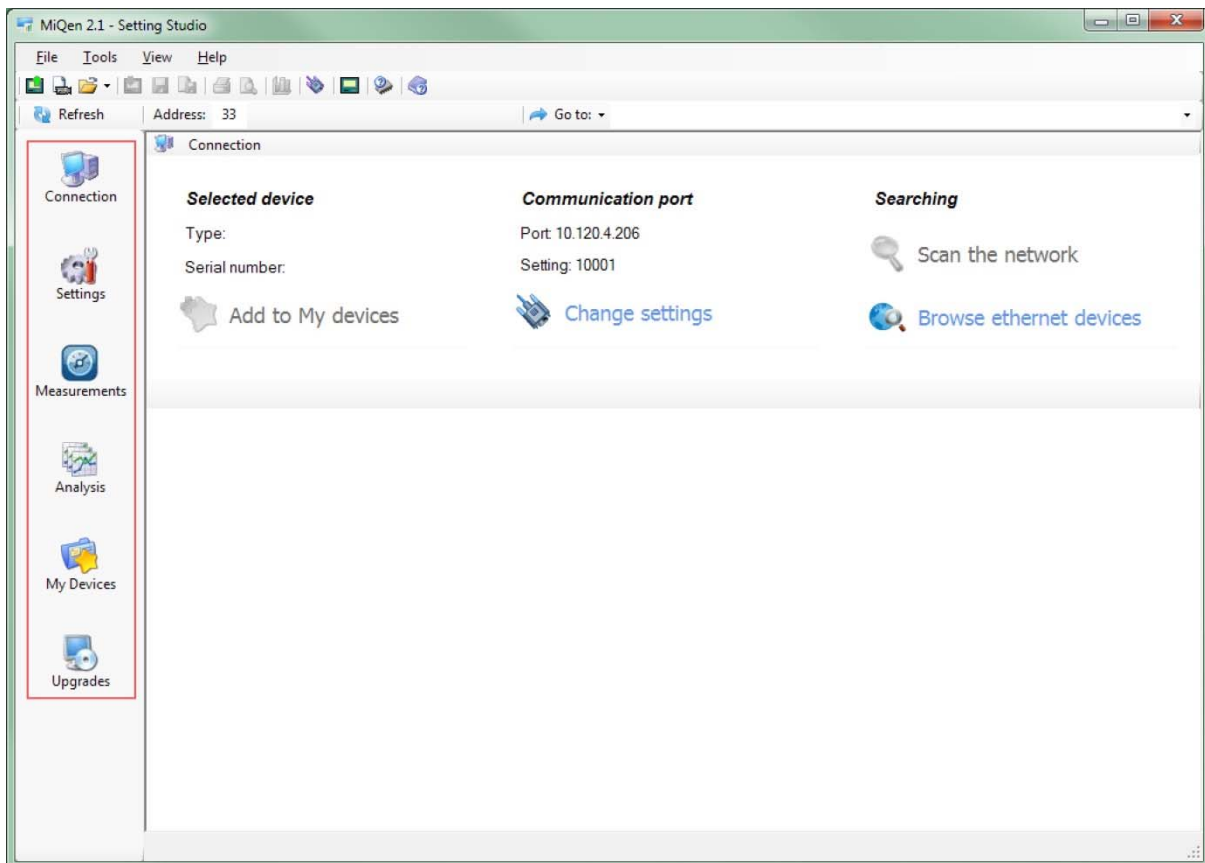 MiQen 2.1 - Setting Studio
File Tools View Help
Refresh Address: 33 Go to:
Connection
Connection
Settings
Measurements
Analysis
My Devices
Upgrades
Selected device
Type:
Serial number:
Add to My devices
Communication port
Port: 10.120.4.206
Setting: 10001
Change settings
Searching
Scan the network
Browse ethernet devices